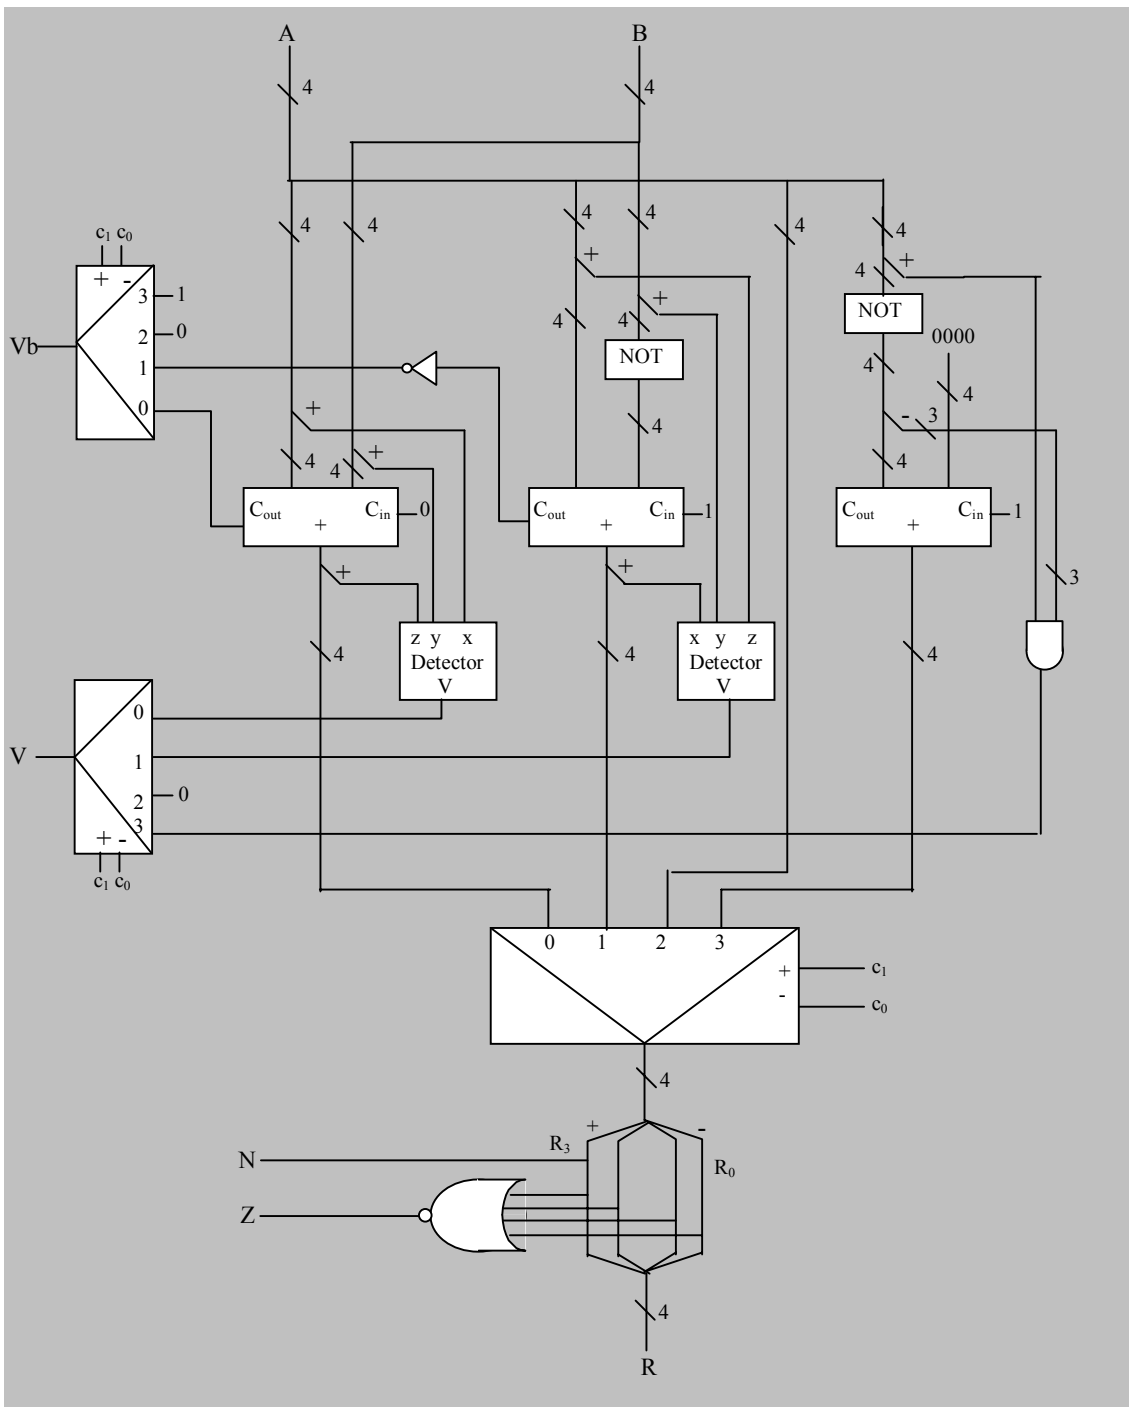 A B
4 4
4 4 4 4 4 4
c₁ c₀
+ + 4 +
+ - 3 1
NOT
2 0
0000
Vb
4 4 +
NOT
1
4 4
0
+ 4 - 3
4 4 + 4
Cout Cin 0
+
Cout Cin 1
+
Cout Cin 1
+
+ + 3
z y x
Detector
V
x y z
Detector
V
4 4 4
0
V
1
2 0
3
+ -
c₁ c₀
0 1 2 3
+ c₁
- c₀
4
+ -
R₃
N R₀
Z
4
R